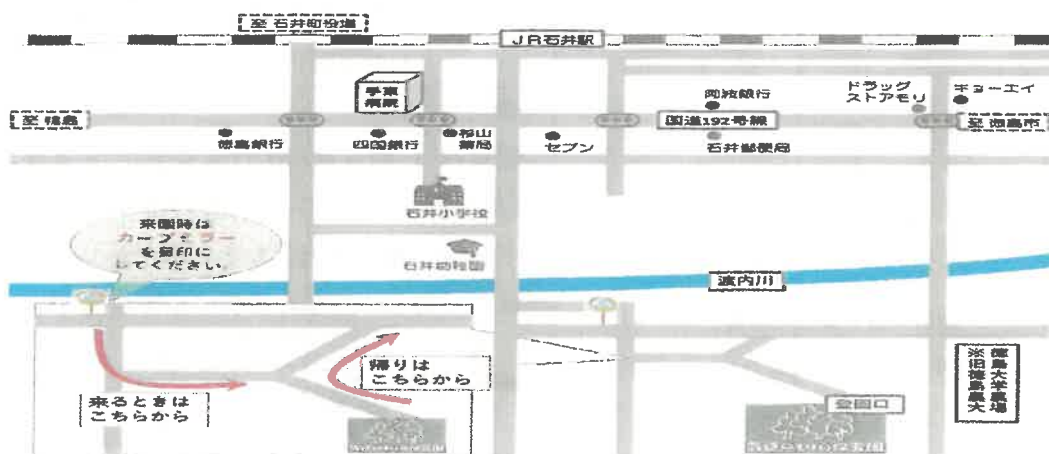 至 石井町役場
JR石井駅
手束
病院
阿波銀行
ドラッグ
ストアモリ
キョーエイ
至 鴨島
国道192号線
至 徳島市
徳島銀行
四国銀行
杉山
薬局
セブン
石井郵便局
石井小学校
来園時は
カーブミラー
を目印に
してください
石井幼稚園
渡内川
帰りは
こちらから
来るときは
こちらから
登園口
徳島大学農場
※旧徳島農大